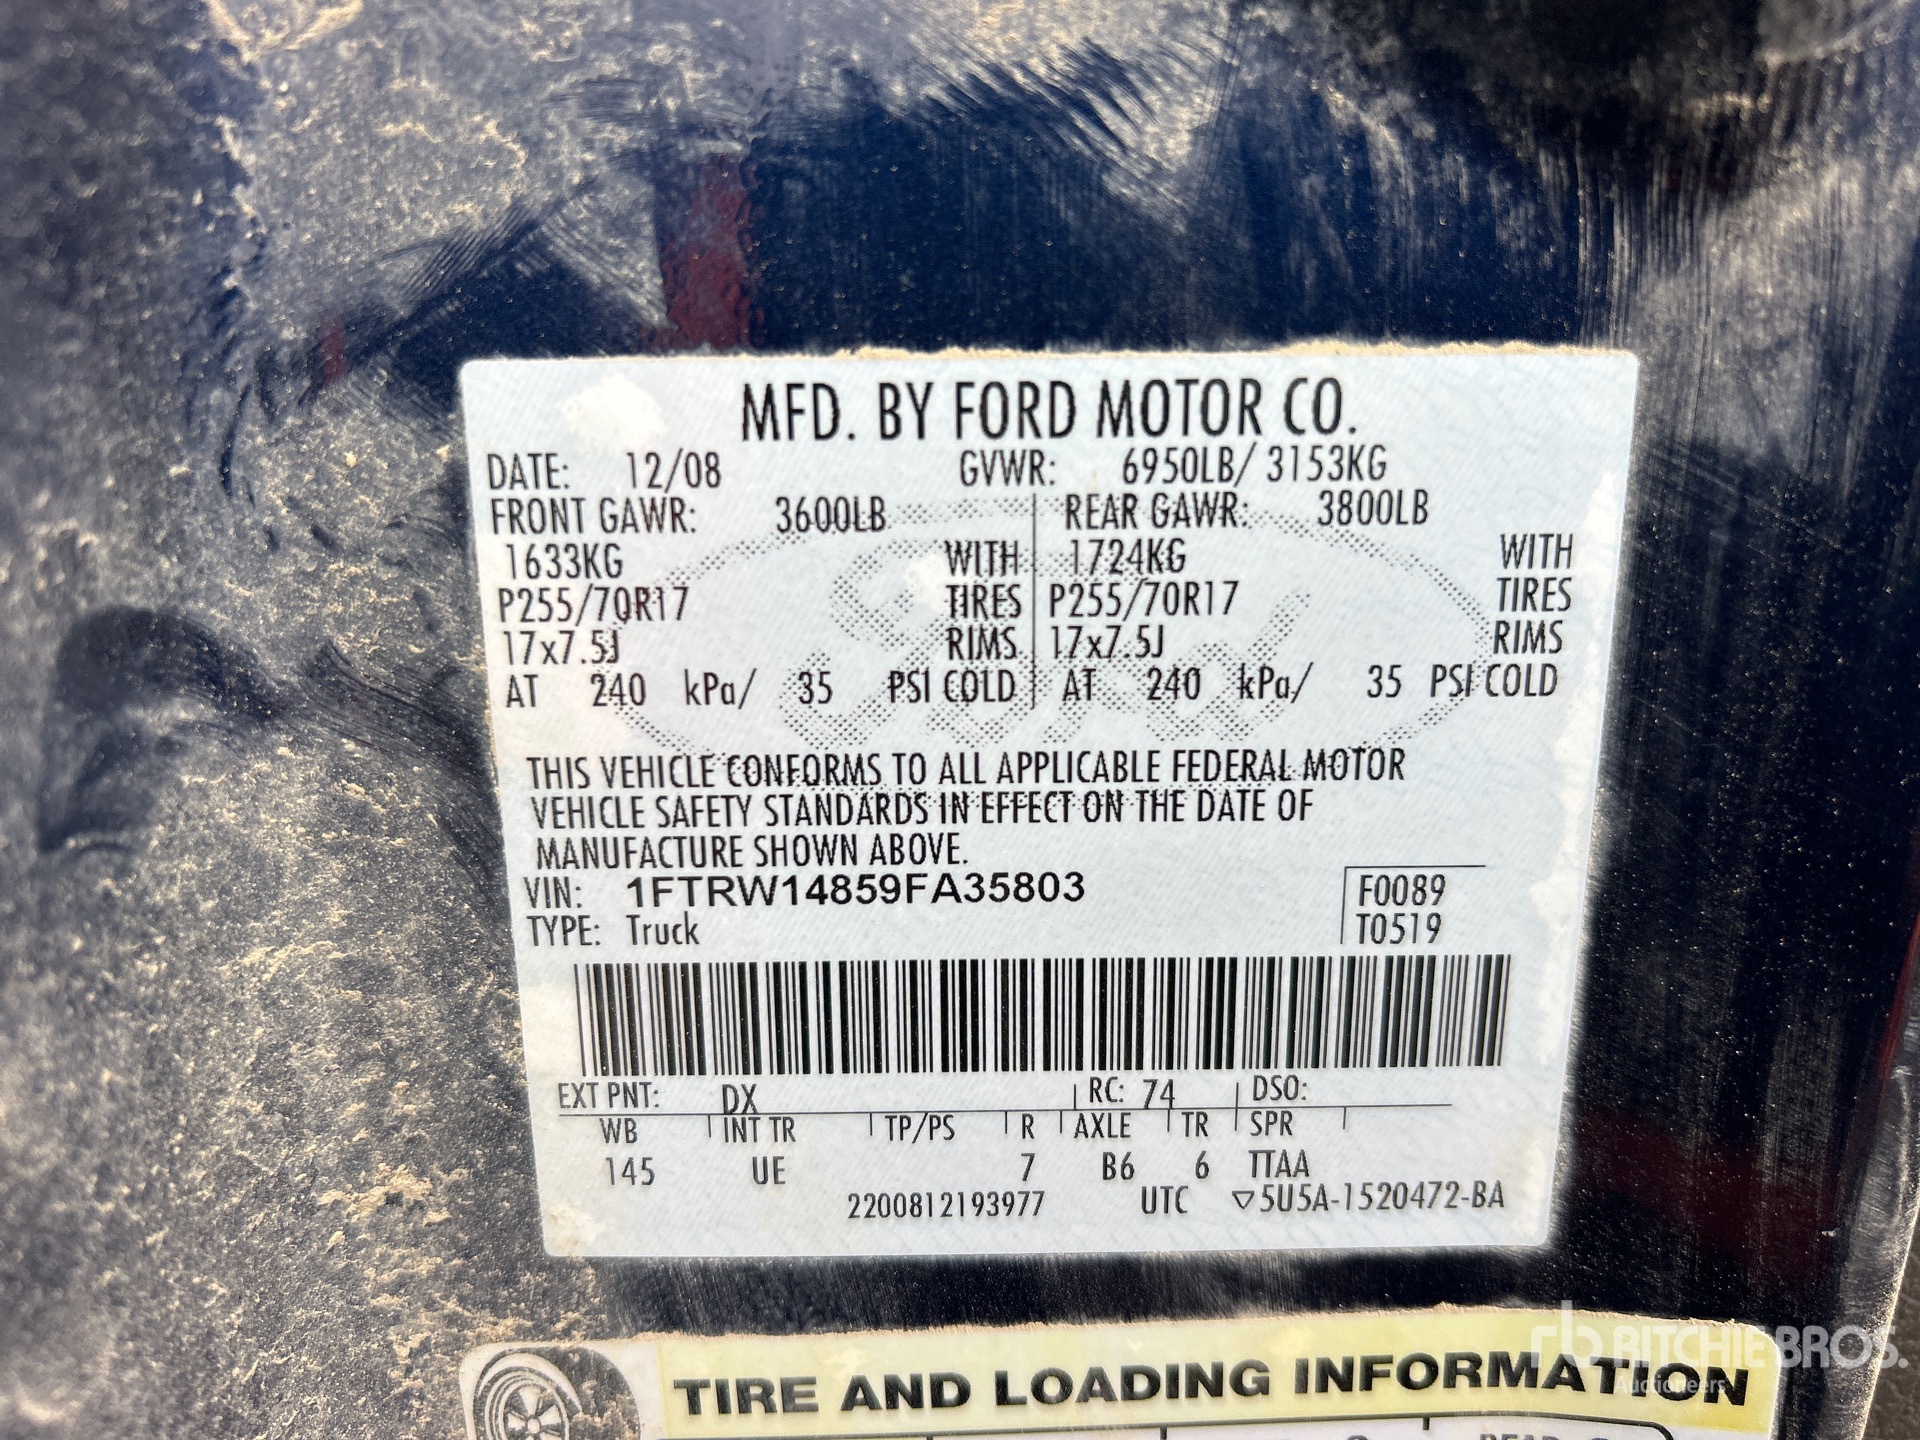 MFD. BY FORD MOTOR CO.
DATE: 12/08 GVWR: 6950LB/ 3153KG
FRONT GAWR: 3600LB REAR GAWR: 3800LB
1633KG WITH 1724KG WITH
P255/70R17 TIRES P255/70R17 TIRES
17x7.5J RIMS 17x7.5J RIMS
AT 240 kPa/ 35 PSI COLD AT 240 kPa/ 35 PSI COLD
THIS VEHICLE CONFORMS TO ALL APPLICABLE FEDERAL MOTOR
VEHICLE SAFETY STANDARDS IN EFFECT ON THE DATE OF
MANUFACTURE SHOWN ABOVE.
VIN: 1FTRW14859FA35803 F0089
TYPE: Truck T0519
EXT PNT: DX RC: 74 DSO:
WB INT TR TP/PS R AXLE TR SPR
145 UE 7 B6 6 TTAA
2200812193977 UTC ▽5U5A-1520472-BA
TIRE AND LOADING INFORMATION
rb RITCHIE BROS.
Auctioneers